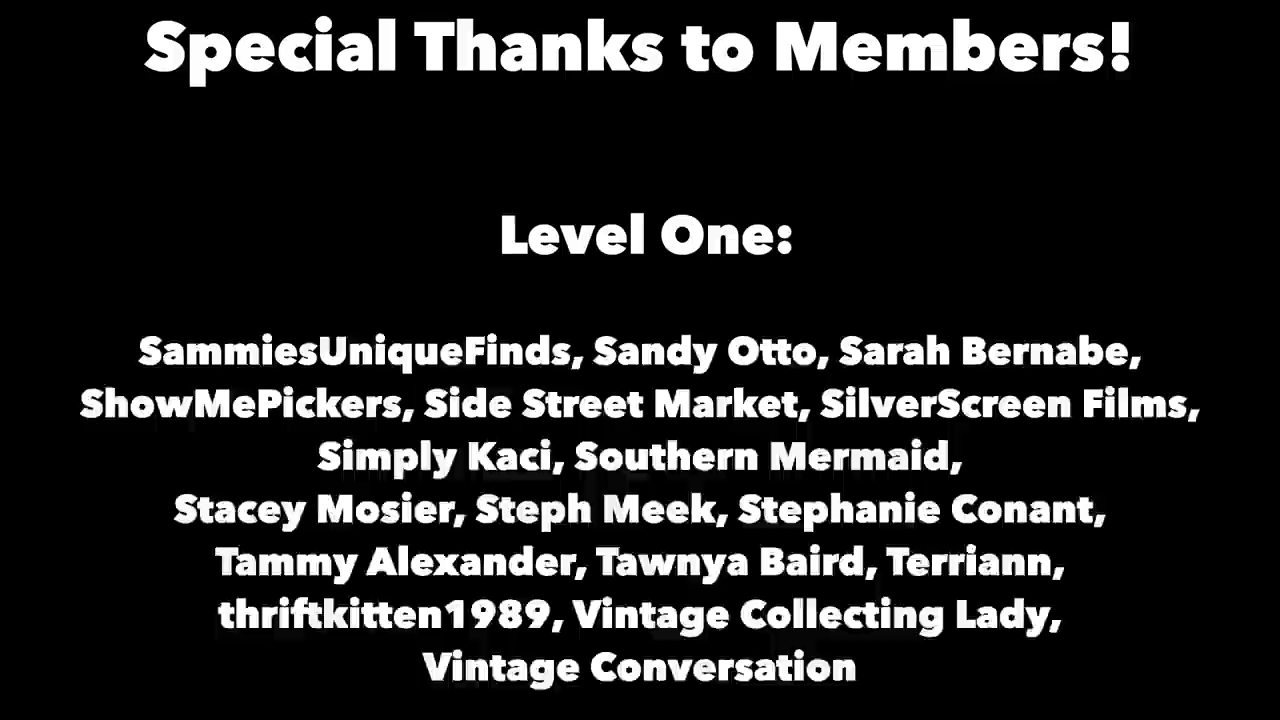 Special Thanks to Members!
Level One:
SammiesUniqueFinds, Sandy Otto, Sarah Bernabe,
ShowMePickers, Side Street Market, SilverScreen Films,
Simply Kaci, Southern Mermaid,
Stacey Mosier, Steph Meek, Stephanie Conant,
Tammy Alexander, Tawnya Baird, Terriann,
thriftkitten1989, Vintage Collecting Lady,
Vintage Conversation